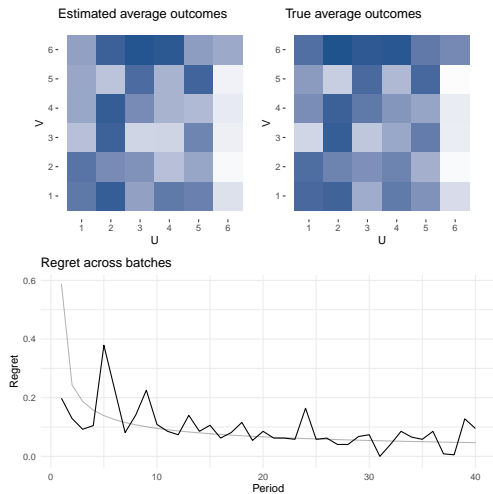 Estimated average outcomes
True average outcomes
6
5
4
3
2
1
V
1 2 3 4 5 6
U
6
5
4
3
2
1
V
1 2 3 4 5 6
U
Regret across batches
0.6
0.4
0.2
0.0
Regret
0 10 20 30 40
Period